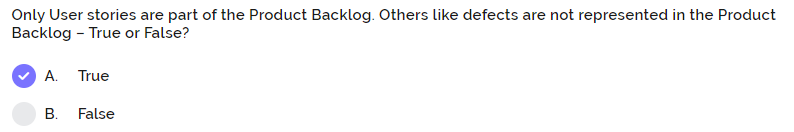 Only User stories are part of the Product Backlog. Others like defects are not represented in the Product
Backlog – True or False?
A. True
B. False